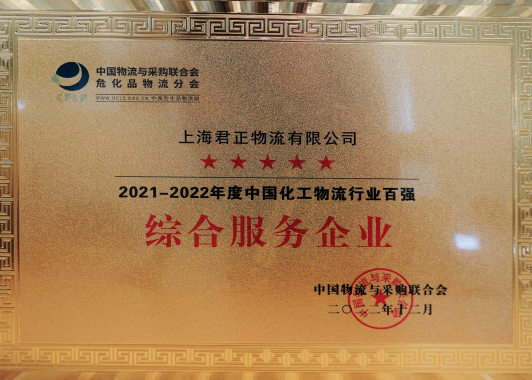 中国物流与采购联合会
危化品物流分会
上海君正物流有限公司
2021-2022年度中国化工物流行业百强
综合服务企业
中国物流与采购联合会
二〇二二年十二月